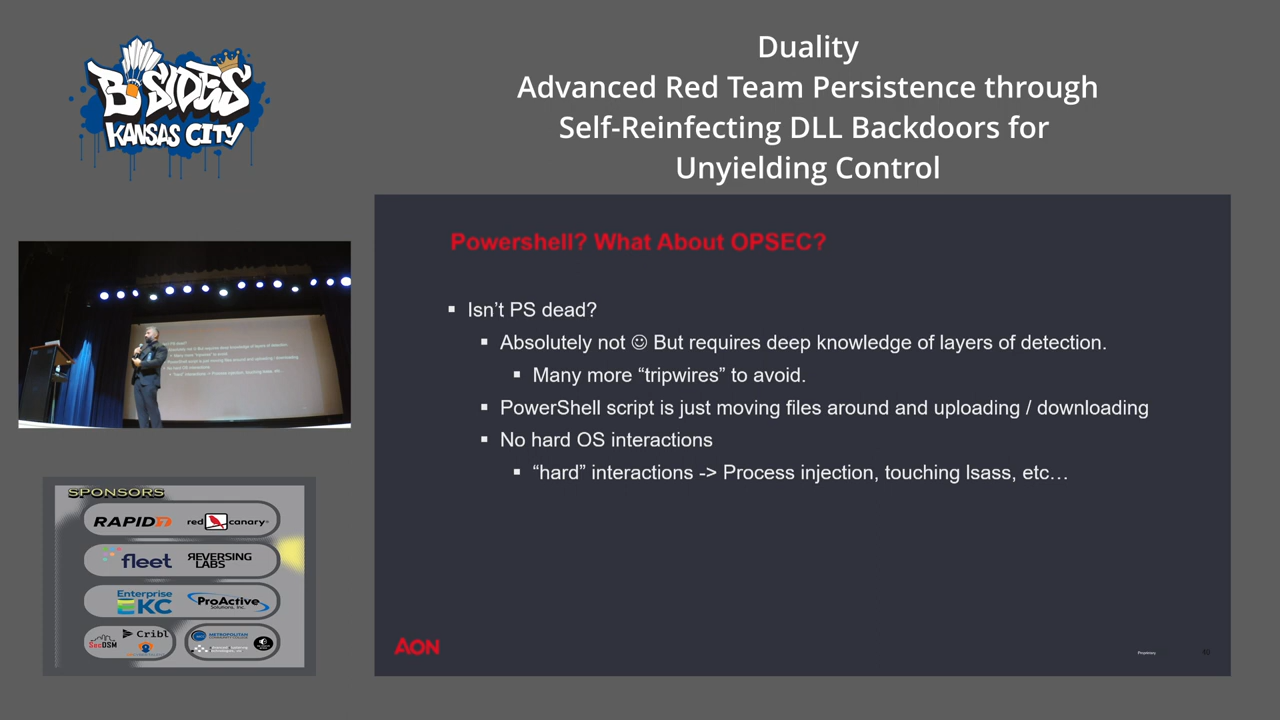 B-SIDES
KANSAS CITY
Duality
Advanced Red Team Persistence through
Self-Reinfecting DLL Backdoors for
Unyielding Control
Powershell? What About OPSEC?
▪ Isn’t PS dead?
▪ Absolutely not ☺ But requires deep knowledge of layers of detection.
▪ Many more “tripwires” to avoid.
▪ PowerShell script is just moving files around and uploading / downloading
▪ No hard OS interactions
▪ “hard” interactions -> Process injection, touching lsass, etc…
AON
Proprietary
SPONSORS
RAPID7 red canary
fleet REVERSING LABS
Enterprise KC ProActive Solutions, Inc.
SecDSM Cribl
METROPOLITAN